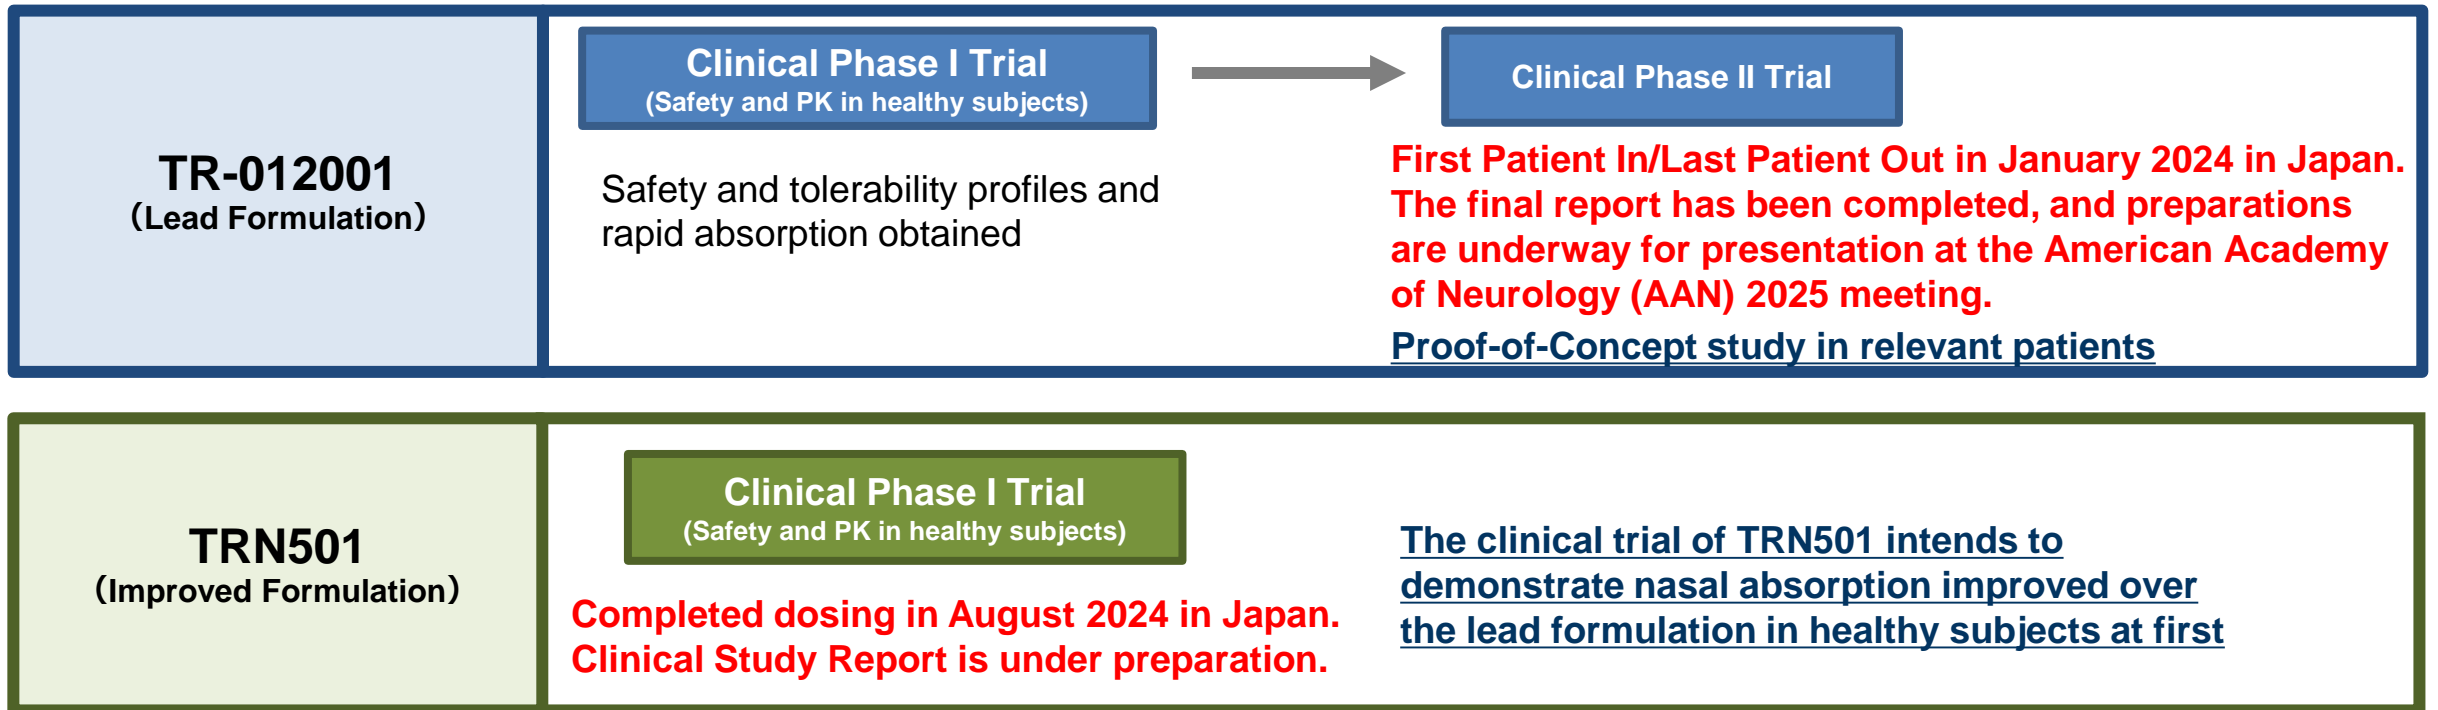 TR-012001
（Lead Formulation）
Clinical Phase I Trial
(Safety and PK in healthy subjects)
Safety and tolerability profiles and
rapid absorption obtained
Clinical Phase II Trial
First Patient In/Last Patient Out in January 2024 in Japan.
The final report has been completed, and preparations
are underway for presentation at the American Academy
of Neurology (AAN) 2025 meeting.
Proof-of-Concept study in relevant patients
TRN501
（Improved Formulation）
Clinical Phase I Trial
(Safety and PK in healthy subjects)
Completed dosing in August 2024 in Japan.
Clinical Study Report is under preparation.
The clinical trial of TRN501 intends to
demonstrate nasal absorption improved over
the lead formulation in healthy subjects at first